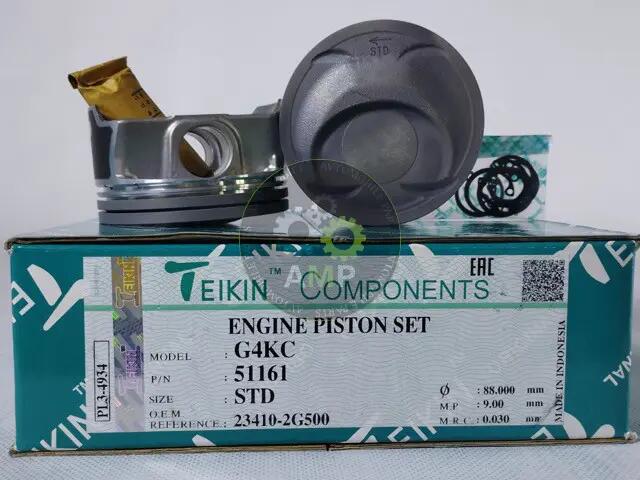 STD
TEIKIN™ COMPONENTS
EAC
TEIKIN
ENGINE PISTON SET
MODEL : G4KC
P/N : 51161
SIZE : STD
O.E.M
REFERENCE. : 23410-2G500
φ : 88.000 mm
M.P : 9.00 mm
M.R.C. : 0.030 mm
MADE IN INDONESIA
PL3-4934
AMP